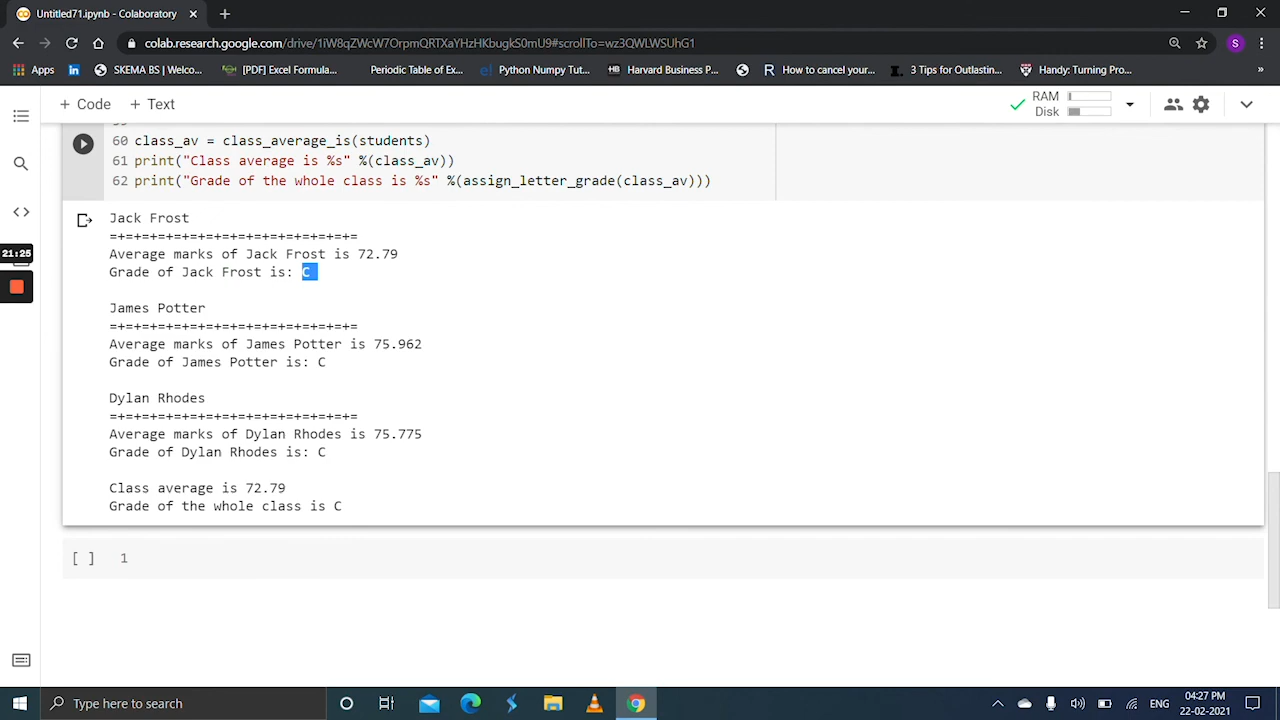 Untitled71.ipynb - Colaboratory
colab.research.google.com/drive/1iW8qZWcW7OrpmQRTXaYHzHKbugkS0mU9#scrollTo=wz3QWLWSUhG1
S
Apps
SKEMA BS | Welco...
[PDF] Excel Formula...
Periodic Table of Ex...
Python Numpy Tut...
Harvard Business P...
How to cancel your...
3 Tips for Outlastin...
Handy: Turning Pro...
»
+ Code + Text
RAM
Disk
60 class_av = class_average_is(students)
61 print("Class average is %s" %(class_av))
62 print("Grade of the whole class is %s" %(assign_letter_grade(class_av)))
21:25
Jack Frost
=+=+=+=+=+=+=+=+=+=+=+=+=+=+=+=
Average marks of Jack Frost is 72.79
Grade of Jack Frost is: C
James Potter
=+=+=+=+=+=+=+=+=+=+=+=+=+=+=+=
Average marks of James Potter is 75.962
Grade of James Potter is: C
Dylan Rhodes
=+=+=+=+=+=+=+=+=+=+=+=+=+=+=+=
Average marks of Dylan Rhodes is 75.775
Grade of Dylan Rhodes is: C
Class average is 72.79
Grade of the whole class is C
[ ] 1
Type here to search
ENG
04:27 PM
22-02-2021